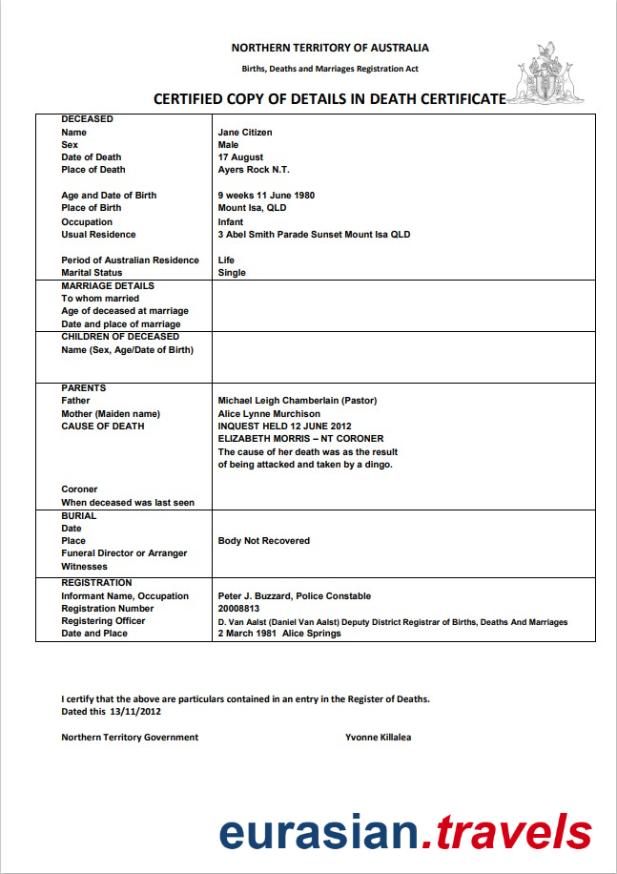 NORTHERN TERRITORY OF AUSTRALIA
Births, Deaths and Marriages Registration Act
CERTIFIED COPY OF DETAILS IN DEATH CERTIFICATE
DECEASED
Name Jane Citizen
Sex Male
Date of Death 17 August
Place of Death Ayers Rock N.T.
Age and Date of Birth 9 weeks 11 June 1980
Place of Birth Mount Isa, QLD
Occupation Infant
Usual Residence 3 Abel Smith Parade Sunset Mount Isa QLD
Period of Australian Residence Life
Marital Status Single
MARRIAGE DETAILS
To whom married
Age of deceased at marriage
Date and place of marriage
CHILDREN OF DECEASED
Name (Sex, Age/Date of Birth)
PARENTS
Father Michael Leigh Chamberlain (Pastor)
Mother (Maiden name) Alice Lynne Murchison
CAUSE OF DEATH INQUEST HELD 12 JUNE 2012
ELIZABETH MORRIS – NT CORONER
The cause of her death was as the result
of being attacked and taken by a dingo.
Coroner
When deceased was last seen
BURIAL
Date
Place Body Not Recovered
Funeral Director or Arranger
Witnesses
REGISTRATION
Informant Name, Occupation Peter J. Buzzard, Police Constable
Registration Number 20008813
Registering Officer D. Van Aalst (Daniel Van Aalst) Deputy District Registrar of Births, Deaths And Marriages
Date and Place 2 March 1981 Alice Springs
I certify that the above are particulars contained in an entry in the Register of Deaths.
Dated this 13/11/2012
Northern Territory Government Yvonne Killalea
eurasian.travels